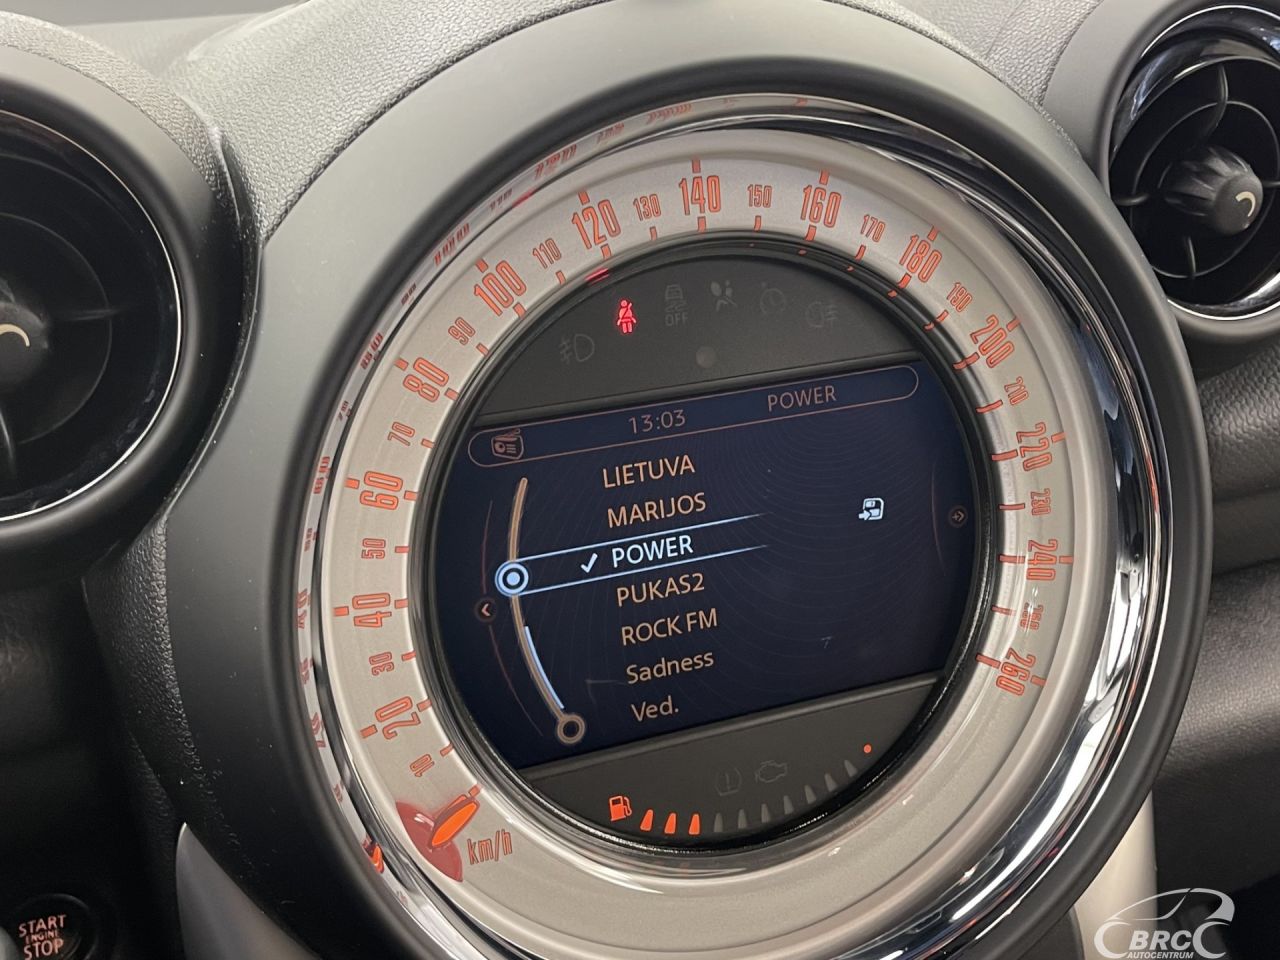 10
20
30
40
50
60
70
80
90
100
110
120
130
140
150
160
170
180
190
200
210
220
230
240
250
260
km/h
OFF
13:03 POWER
LIETUVA
MARIJOS
✓ POWER
PUKAS2
ROCK FM
Sadness
Ved.
START
ENGINE
STOP
BRC
AUTOCENTRUM